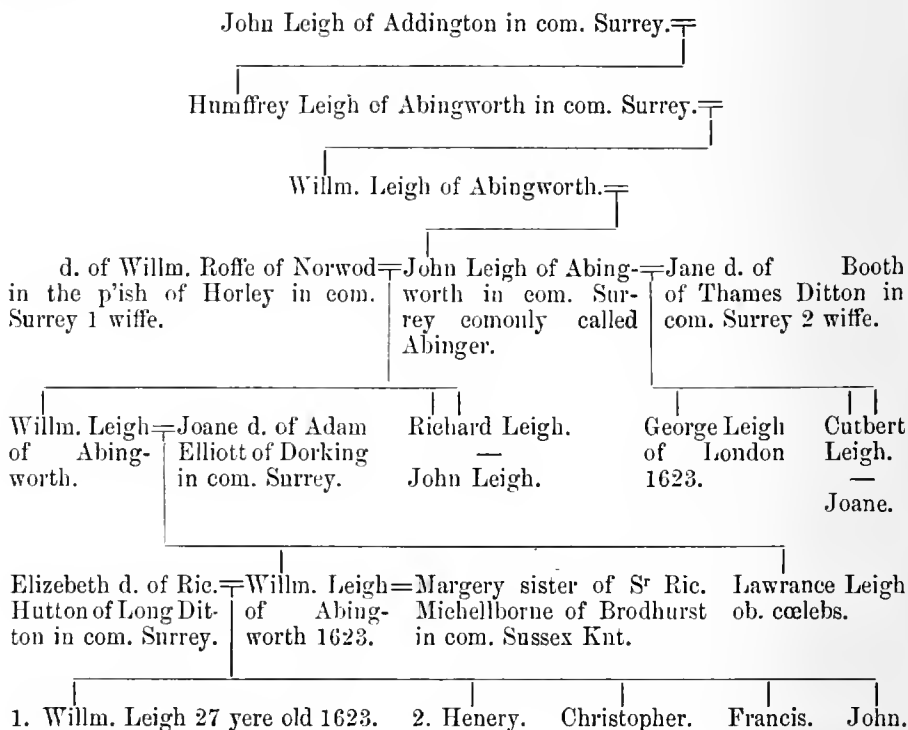 John Leigh of Addington in com. Surrey.
Humffrey Leigh of Abingworth in com. Surrey.
Willm. Leigh of Abingworth.
d. of Willm. Roffe of Norwod
in the p'ish of Horley in com.
Surrey 1 wiffe.
John Leigh of Abing-
worth in com. Sur-
rey comonly called
Abinger.
Jane d. of Booth
of Thames Ditton in
com. Surrey 2 wiffe.
Willm. Leigh
of Abing-
worth.
Joane d. of Adam
Elliott of Dorking
in com. Surrey.
Richard Leigh.
—
John Leigh.
George Leigh
of London
1623.
Cutbert
Leigh.
—
Joane.
Elizebeth d. of Ric.
Hutton of Long Dit-
ton in com. Surrey.
Willm. Leigh
of Abing-
worth 1623.
Margery sister of Sʳ Ric.
Michellborne of Brodhurst
in com. Sussex Knt.
Lawrance Leigh
ob. cœlebs.
1. Willm. Leigh 27 yere old 1623. 2. Henery. Christopher. Francis. John.